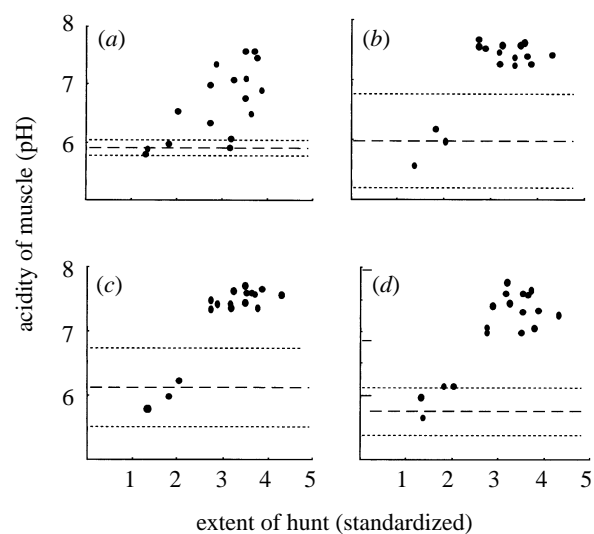 8
(a)
(b)
7
6
acidity of muscle (pH)
8
(c)
(d)
7
6
1 2 3 4 5
1 2 3 4 5
extent of hunt (standardized)